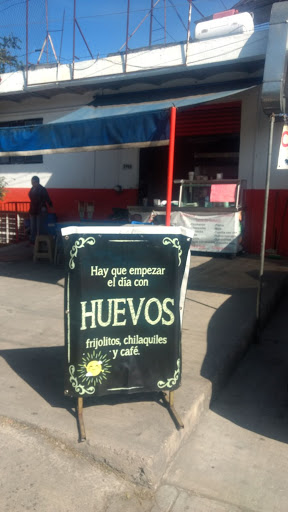 Hay que empezar
el día con
HUEVOS
frijolitos, chilaquiles
y café.